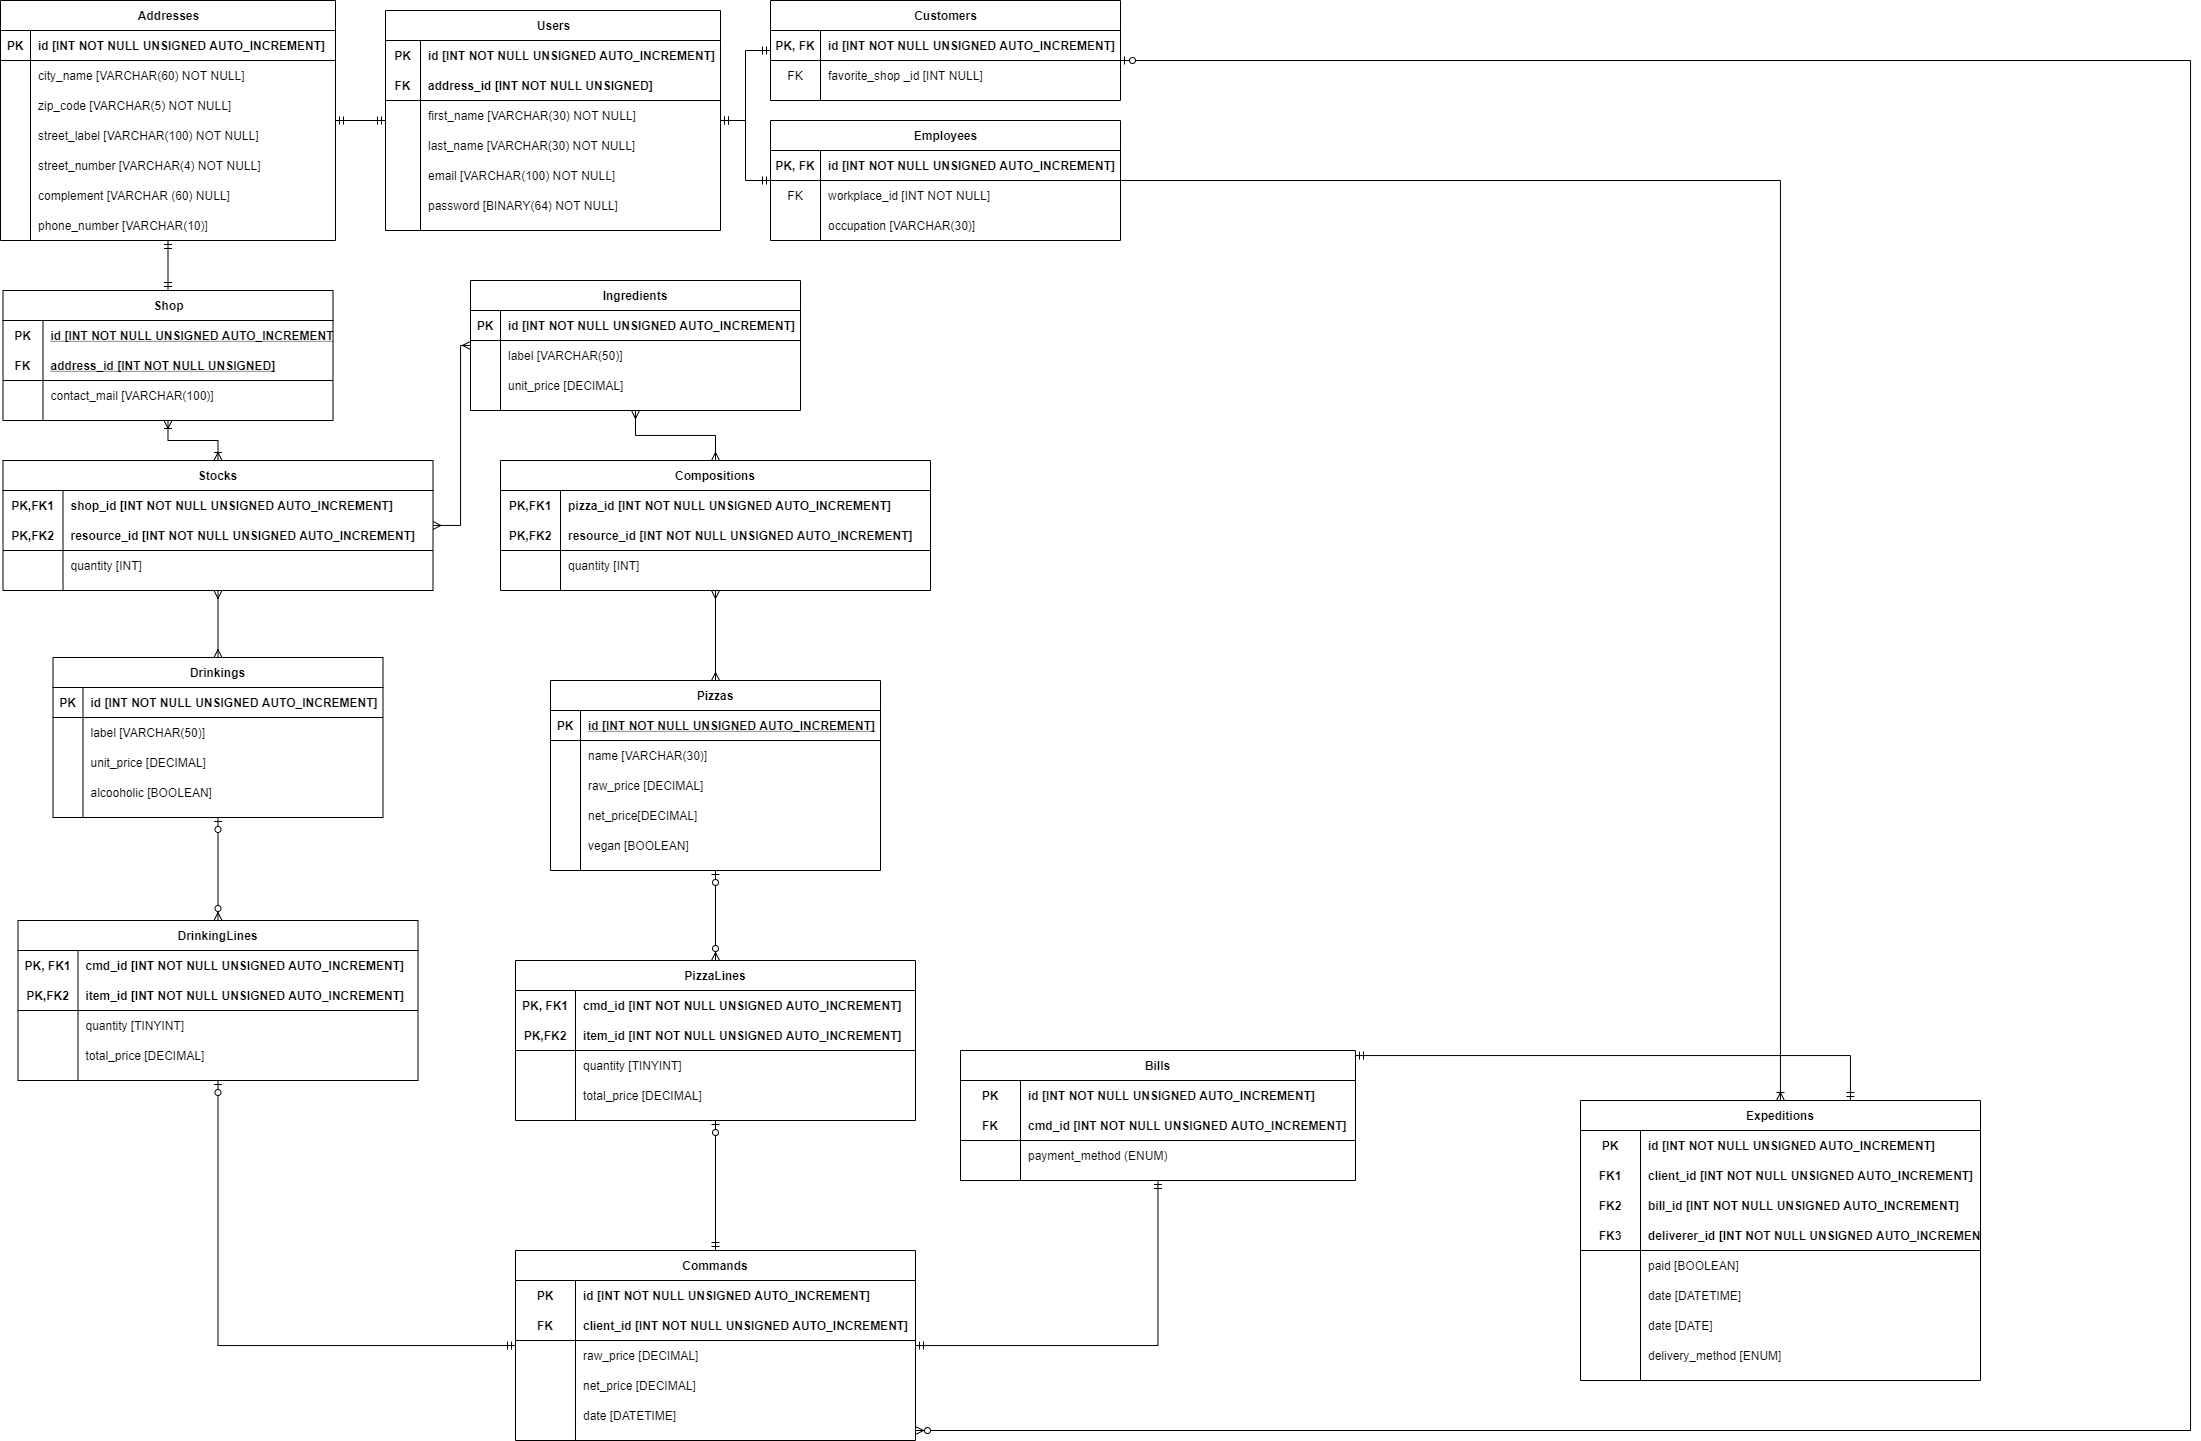 Addresses
PK id [INT NOT NULL UNSIGNED AUTO_INCREMENT]
city_name [VARCHAR(60) NOT NULL]
zip_code [VARCHAR(5) NOT NULL]
street_label [VARCHAR(100) NOT NULL]
street_number [VARCHAR(4) NOT NULL]
complement [VARCHAR (60) NULL]
phone_number [VARCHAR(10)]
Users
PK id [INT NOT NULL UNSIGNED AUTO_INCREMENT]
FK address_id [INT NOT NULL UNSIGNED]
first_name [VARCHAR(30) NOT NULL]
last_name [VARCHAR(30) NOT NULL]
email [VARCHAR(100) NOT NULL]
password [BINARY(64) NOT NULL]
Customers
PK, FK id [INT NOT NULL UNSIGNED AUTO_INCREMENT]
FK favorite_shop _id [INT NULL]
Employees
PK, FK id [INT NOT NULL UNSIGNED AUTO_INCREMENT]
FK workplace_id [INT NOT NULL]
occupation [VARCHAR(30)]
Shop
PK id [INT NOT NULL UNSIGNED AUTO_INCREMENT
FK address_id [INT NOT NULL UNSIGNED]
contact_mail [VARCHAR(100)]
Ingredients
PK id [INT NOT NULL UNSIGNED AUTO_INCREMENT]
label [VARCHAR(50)]
unit_price [DECIMAL]
Stocks
PK,FK1 shop_id [INT NOT NULL UNSIGNED AUTO_INCREMENT]
PK,FK2 resource_id [INT NOT NULL UNSIGNED AUTO_INCREMENT]
quantity [INT]
Compositions
PK,FK1 pizza_id [INT NOT NULL UNSIGNED AUTO_INCREMENT]
PK,FK2 resource_id [INT NOT NULL UNSIGNED AUTO_INCREMENT]
quantity [INT]
Drinkings
PK id [INT NOT NULL UNSIGNED AUTO_INCREMENT]
label [VARCHAR(50)]
unit_price [DECIMAL]
alcooholic [BOOLEAN]
Pizzas
PK id [INT NOT NULL UNSIGNED AUTO_INCREMENT]
name [VARCHAR(30)]
raw_price [DECIMAL]
net_price[DECIMAL]
vegan [BOOLEAN]
DrinkingLines
PK, FK1 cmd_id [INT NOT NULL UNSIGNED AUTO_INCREMENT]
PK,FK2 item_id [INT NOT NULL UNSIGNED AUTO_INCREMENT]
quantity [TINYINT]
total_price [DECIMAL]
PizzaLines
PK, FK1 cmd_id [INT NOT NULL UNSIGNED AUTO_INCREMENT]
PK,FK2 item_id [INT NOT NULL UNSIGNED AUTO_INCREMENT]
quantity [TINYINT]
total_price [DECIMAL]
Bills
PK id [INT NOT NULL UNSIGNED AUTO_INCREMENT]
FK cmd_id [INT NOT NULL UNSIGNED AUTO_INCREMENT]
payment_method (ENUM)
Expeditions
PK id [INT NOT NULL UNSIGNED AUTO_INCREMENT]
FK1 client_id [INT NOT NULL UNSIGNED AUTO_INCREMENT]
FK2 bill_id [INT NOT NULL UNSIGNED AUTO_INCREMENT]
FK3 deliverer_id [INT NOT NULL UNSIGNED AUTO_INCREMEN
paid [BOOLEAN]
date [DATETIME]
date [DATE]
delivery_method [ENUM]
Commands
PK id [INT NOT NULL UNSIGNED AUTO_INCREMENT]
FK client_id [INT NOT NULL UNSIGNED AUTO_INCREMENT]
raw_price [DECIMAL]
net_price [DECIMAL]
date [DATETIME]